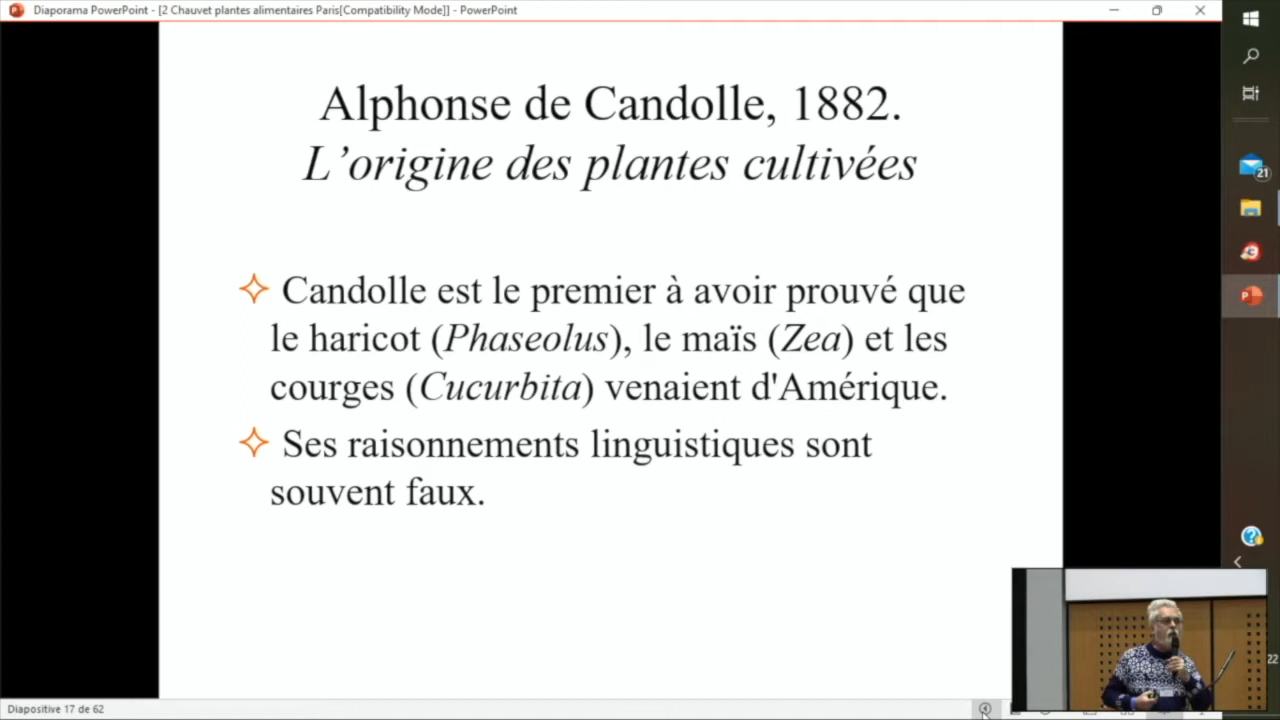 Diaporama PowerPoint - [2 Chauvet plantes alimentaires Paris[Compatibility Mode]] - PowerPoint
Alphonse de Candolle, 1882.
L’origine des plantes cultivées
Candolle est le premier à avoir prouvé que
le haricot (Phaseolus), le maïs (Zea) et les
courges (Cucurbita) venaient d'Amérique.
Ses raisonnements linguistiques sont
souvent faux.
21
22
Diapositive 17 de 62